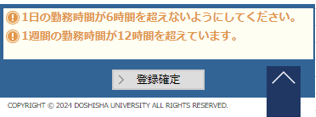 1日の勤務時間が6時間を超えないようにしてください。
1週間の勤務時間が12時間を超えています。
登録確定
COPYRIGHT © 2024 DOSHISHA UNIVERSITY ALL RIGHTS RESERVED.